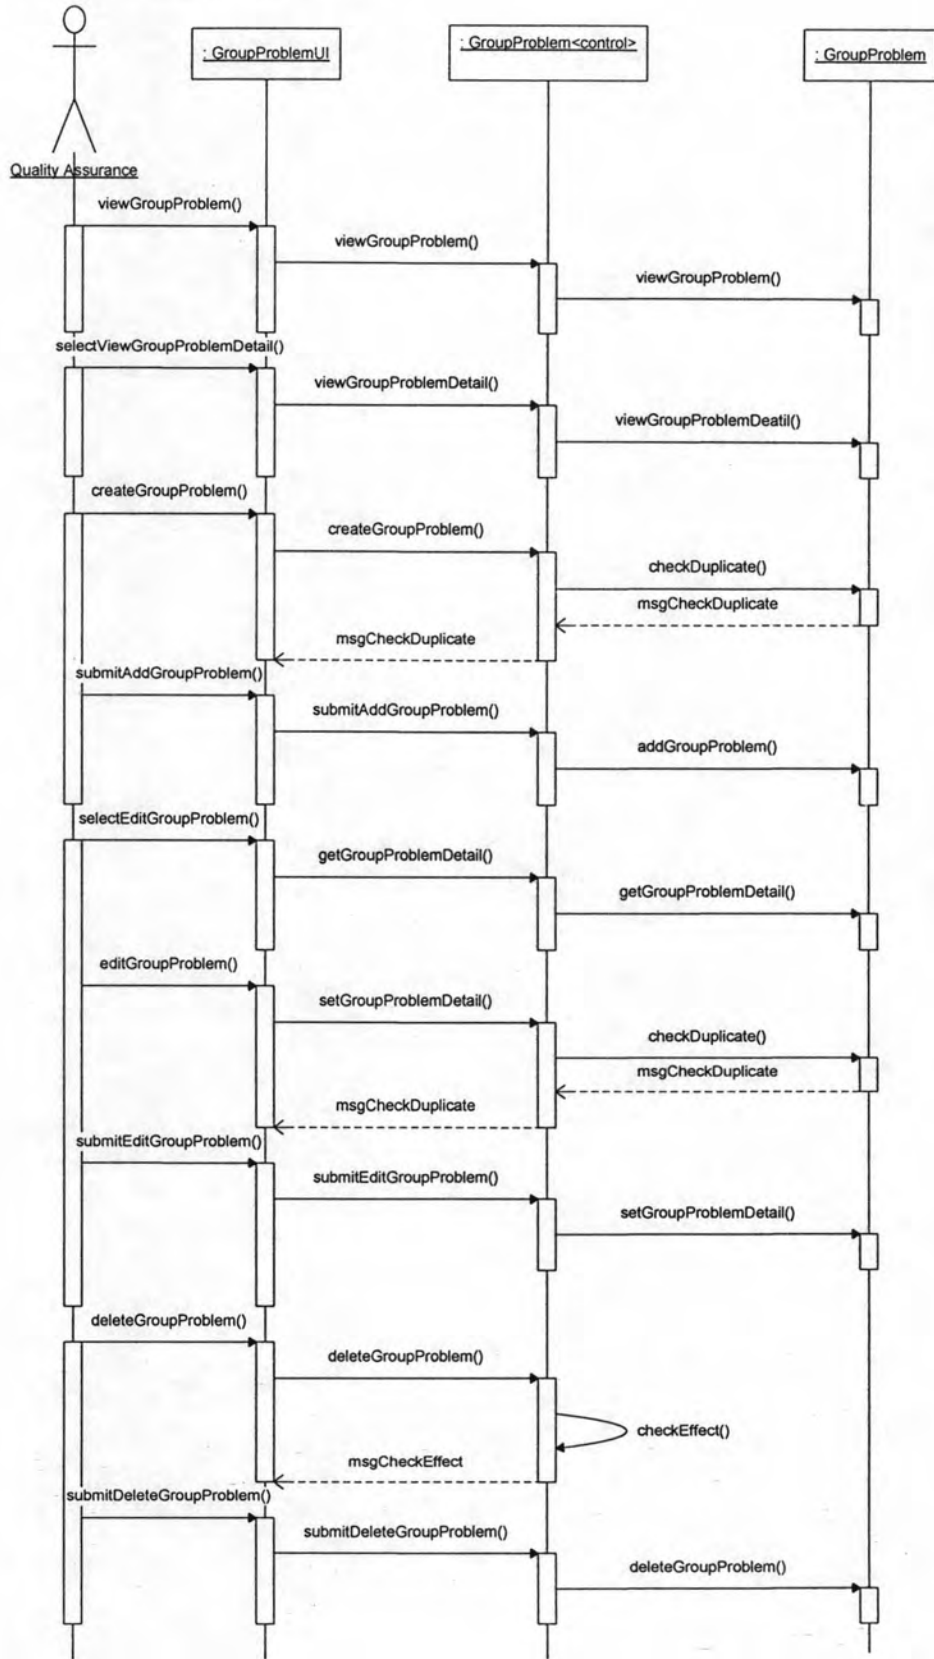 : GroupProblemUI
: GroupProblem<control>
: GroupProblem
Quality Assurance
viewGroupProblem()
viewGroupProblem()
viewGroupProblem()
selectViewGroupProblemDetail()
viewGroupProblemDetail()
viewGroupProblemDeatil()
createGroupProblem()
createGroupProblem()
checkDuplicate()
msgCheckDuplicate
msgCheckDuplicate
submitAddGroupProblem()
submitAddGroupProblem()
addGroupProblem()
selectEditGroupProblem()
getGroupProblemDetail()
getGroupProblemDetail()
editGroupProblem()
setGroupProblemDetail()
checkDuplicate()
msgCheckDuplicate
msgCheckDuplicate
submitEditGroupProblem()
submitEditGroupProblem()
setGroupProblemDetail()
deleteGroupProblem()
deleteGroupProblem()
checkEffect()
msgCheckEffect
submitDeleteGroupProblem()
submitDeleteGroupProblem()
deleteGroupProblem()